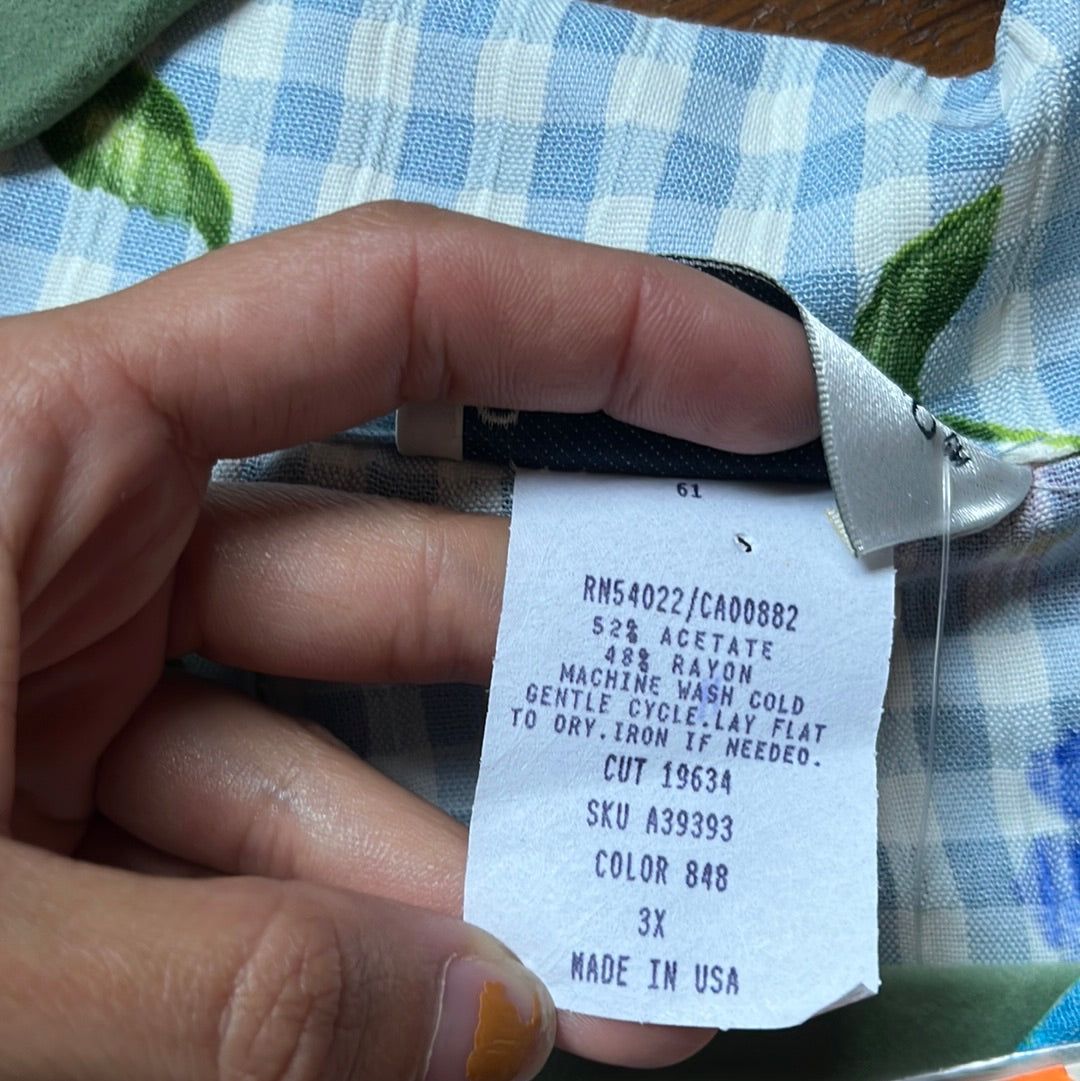 61
RN54022/CA00882
52% ACETATE
48% RAYON
MACHINE WASH COLD
GENTLE CYCLE.LAY FLAT
TO DRY.IRON IF NEEDED.
CUT 19634
SKU A39393
COLOR 848
3X
MADE IN USA